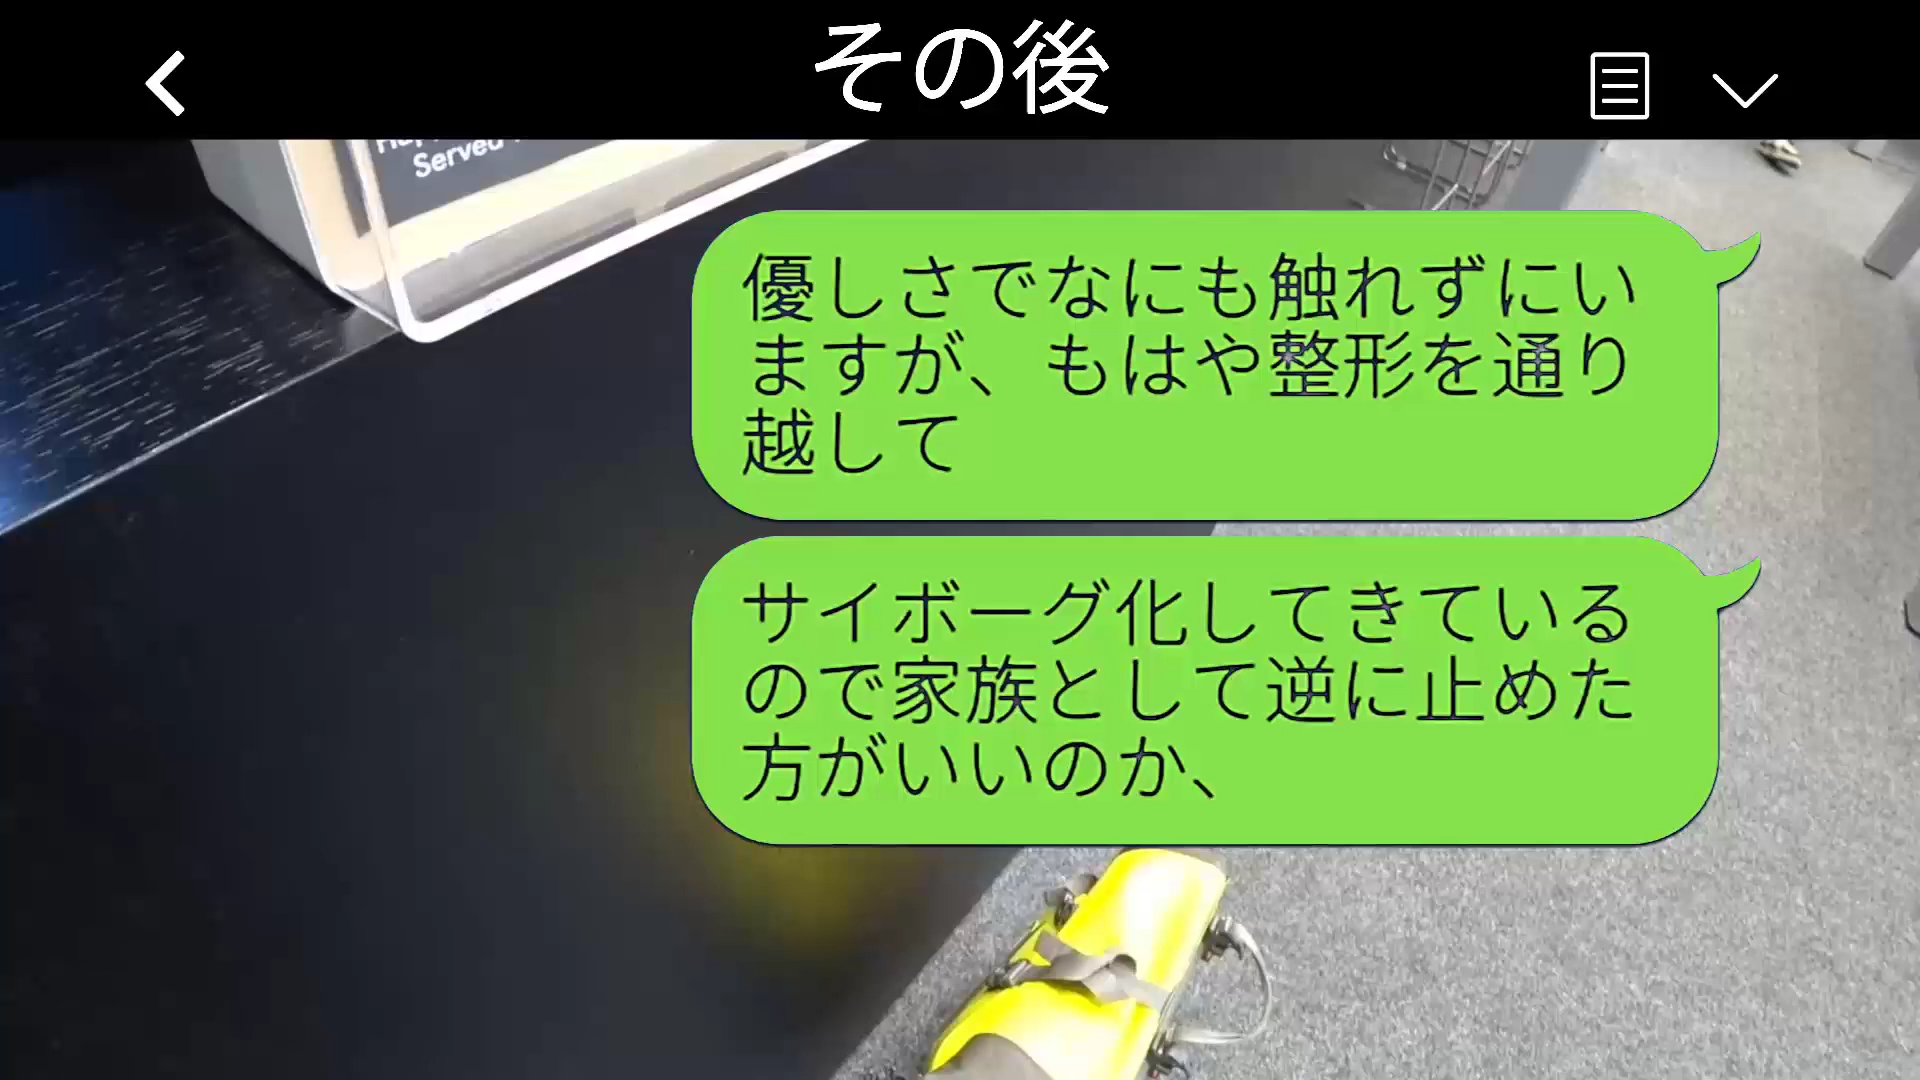 その後
Served
優しさでなにも触れずにい
ますが、もはや整形を通り
越して
サイボーグ化してきている
ので家族として逆に止めた
方がいいのか、